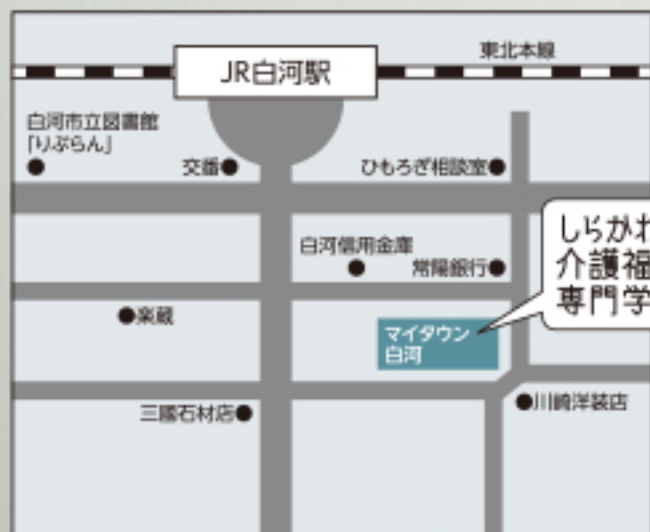 東北本線
JR白河駅
白河市立図書館
「りぶらん」
交番
ひもろぎ相談室
しらかわ
介護福
専門学
白河信用金庫
常陽銀行
楽蔵
マイタウン
白河
川崎洋装店
三國石材店